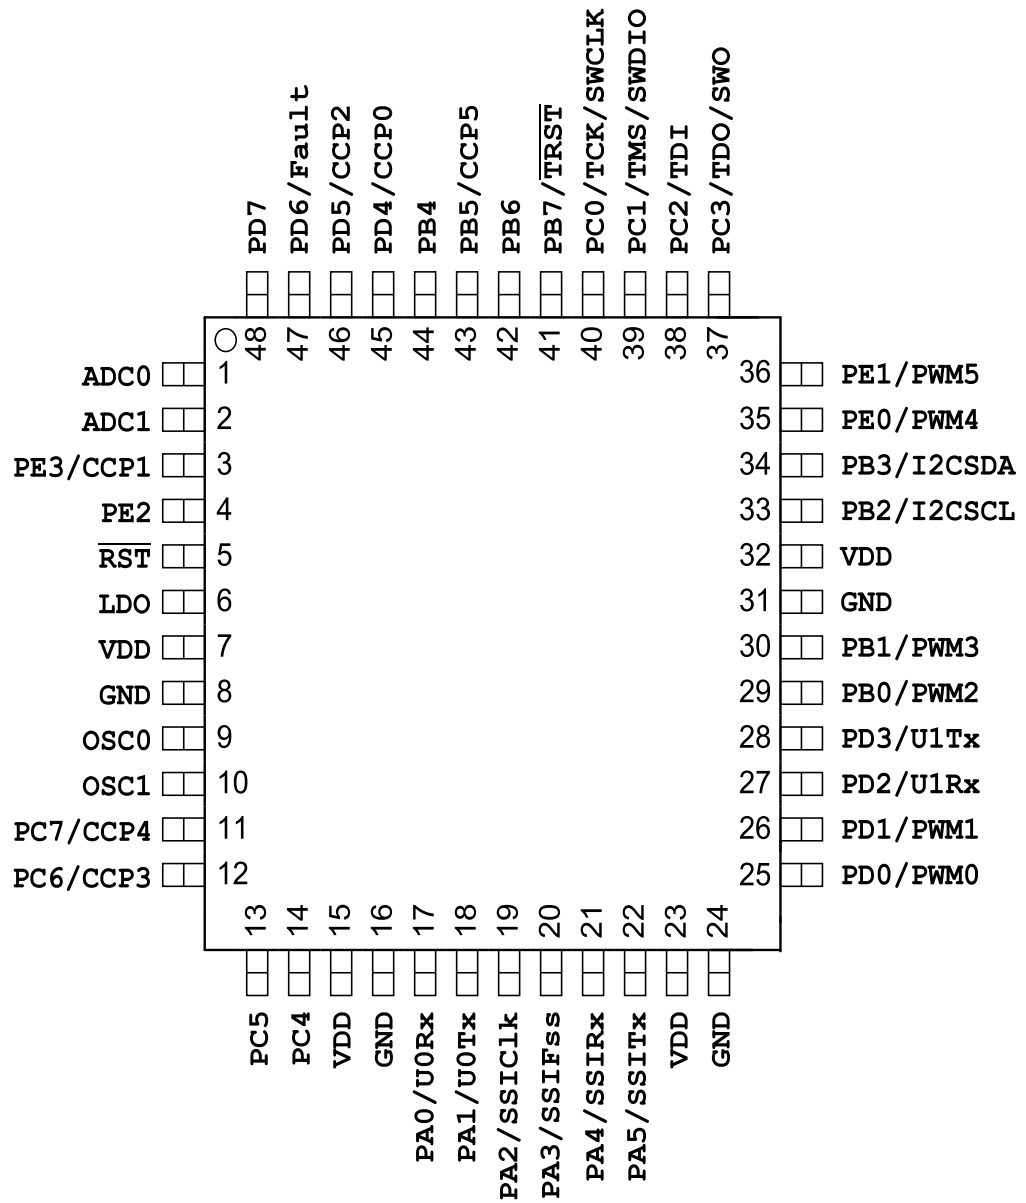 PD7
PD6/Fault
PD5/CCP2
PD4/CCP0
PB4
PB5/CCP5
PB6
PB7/T̅R̅S̅T̅
PC0/TCK/SWCLK
PC1/TMS/SWDIO
PC2/TDI
PC3/TDO/SWO
48
47
46
45
44
43
42
41
40
39
38
37
ADC0 1
ADC1 2
PE3/CCP1 3
PE2 4
R̅S̅T̅ 5
LDO 6
VDD 7
GND 8
OSC0 9
OSC1 10
PC7/CCP4 11
PC6/CCP3 12
36 PE1/PWM5
35 PE0/PWM4
34 PB3/I2CSDA
33 PB2/I2CSCL
32 VDD
31 GND
30 PB1/PWM3
29 PB0/PWM2
28 PD3/U1Tx
27 PD2/U1Rx
26 PD1/PWM1
25 PD0/PWM0
13
14
15
16
17
18
19
20
21
22
23
24
PC5
PC4
VDD
GND
PA0/U0Rx
PA1/U0Tx
PA2/SSIClk
PA3/SSIFss
PA4/SSIRx
PA5/SSITx
VDD
GND